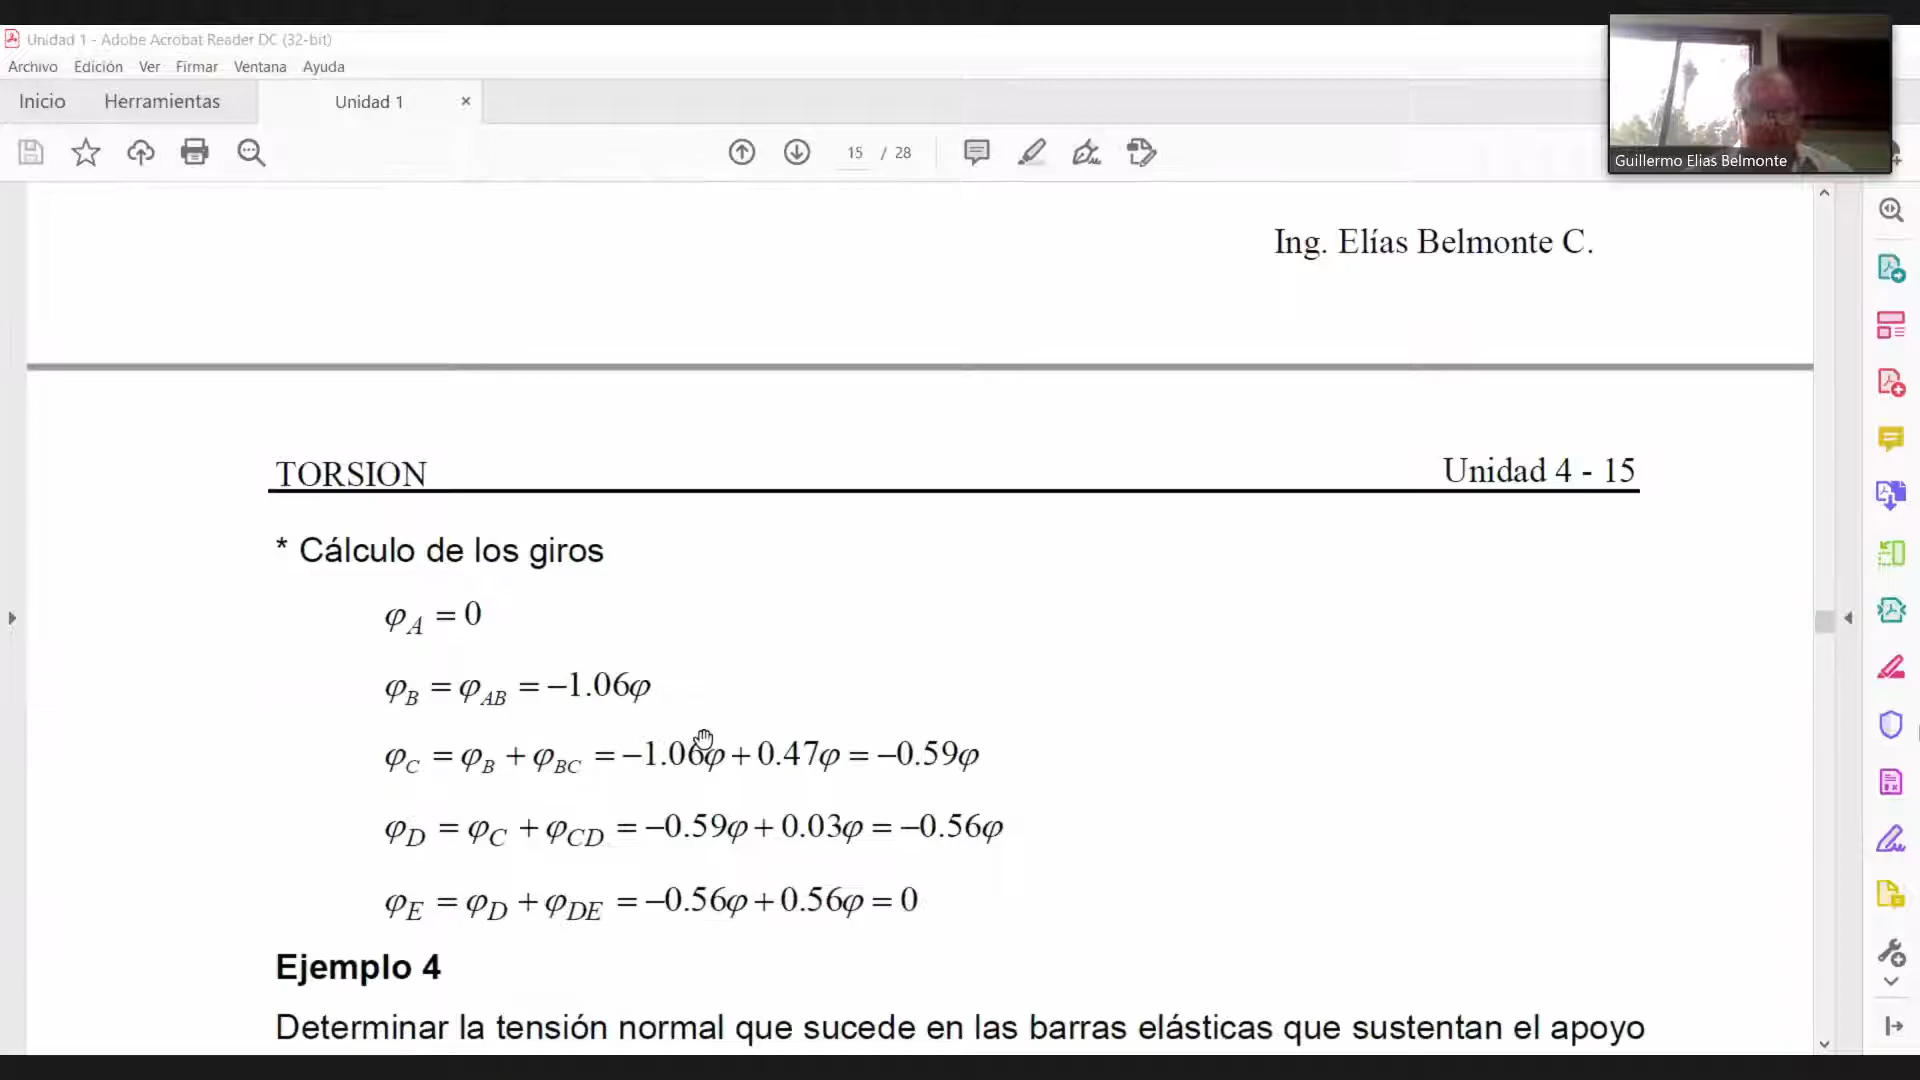 Unidad 1 - Adobe Acrobat Reader DC (32-bit)
Archivo Edición Ver Firmar Ventana Ayuda
Inicio Herramientas Unidad 1 ×
15 / 28
Guillermo Elias Belmonte
Ing. Elías Belmonte C.
TORSION Unidad 4 - 15
* Cálculo de los giros
φ_A = 0
φ_B = φ_AB = −1.06φ
φ_C = φ_B + φ_BC = −1.06φ + 0.47φ = −0.59φ
φ_D = φ_C + φ_CD = −0.59φ + 0.03φ = −0.56φ
φ_E = φ_D + φ_DE = −0.56φ + 0.56φ = 0
Ejemplo 4
Determinar la tensión normal que sucede en las barras elásticas que sustentan el apoyo